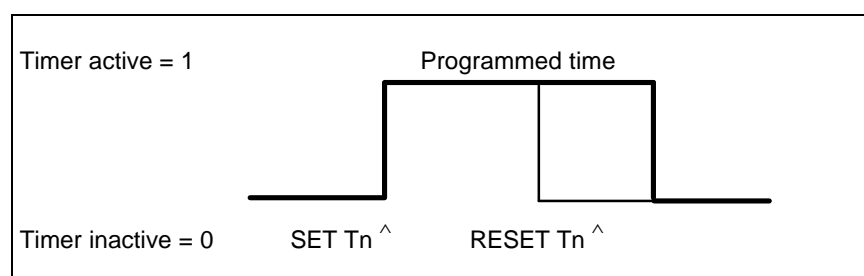 Timer active = 1 Programmed time
Timer inactive = 0 SET Tn ^ RESET Tn ^